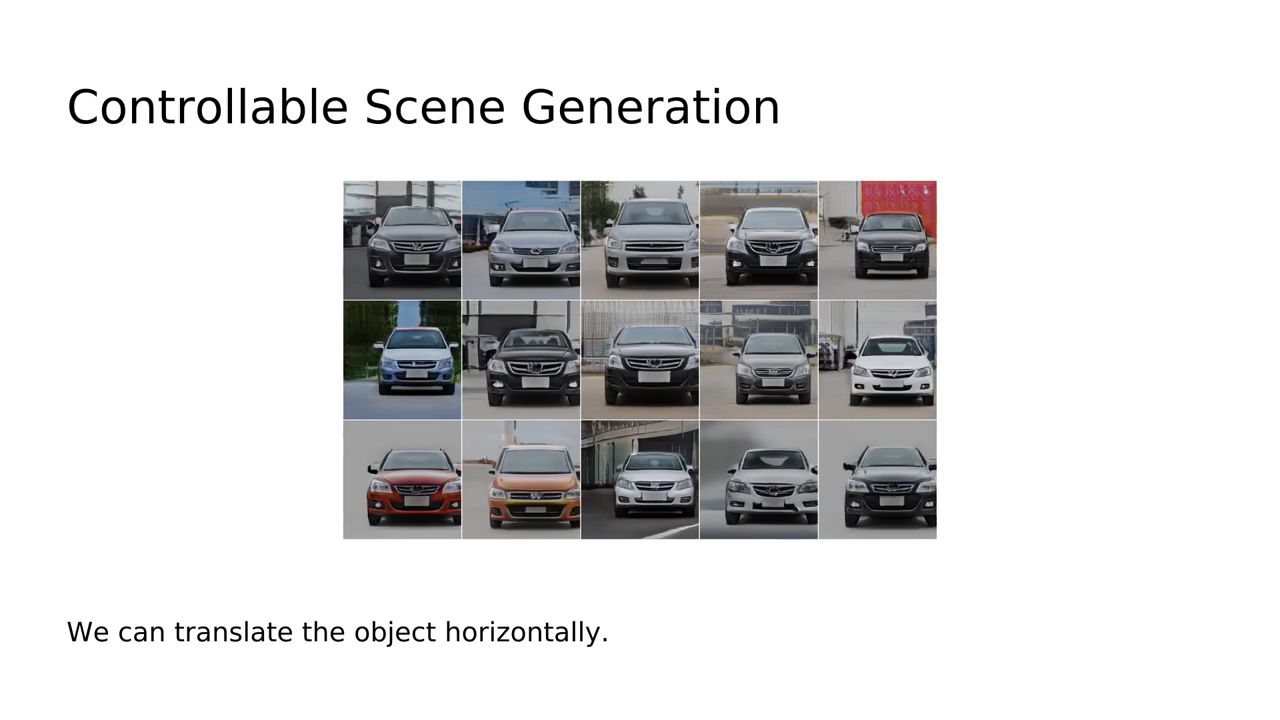 Controllable Scene Generation
We can translate the object horizontally.